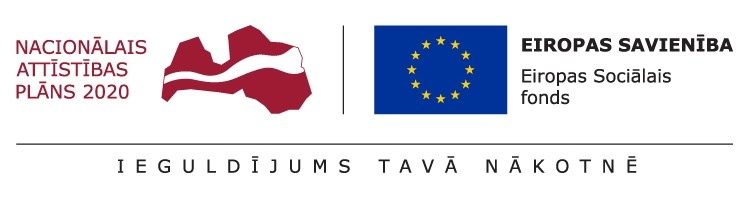 NACIONĀLAIS
ATTĪSTĪBAS
PLĀNS 2020
EIROPAS SAVIENĪBA
Eiropas Sociālais
fonds
IEGULDĪJUMS TAVĀ NĀKOTNĒ